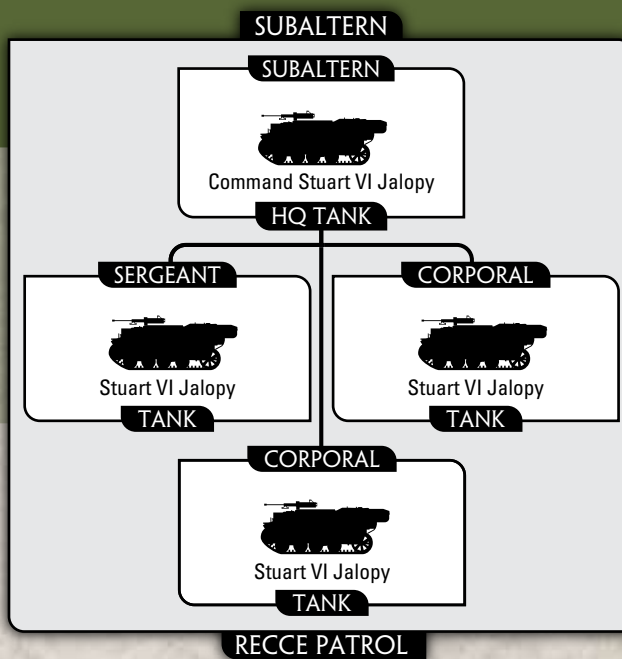 SUBALTERN
SUBALTERN
Command Stuart VI Jalopy
HQ TANK
SERGEANT
Stuart VI Jalopy
TANK
CORPORAL
Stuart VI Jalopy
TANK
CORPORAL
Stuart VI Jalopy
TANK
RECCE PATROL